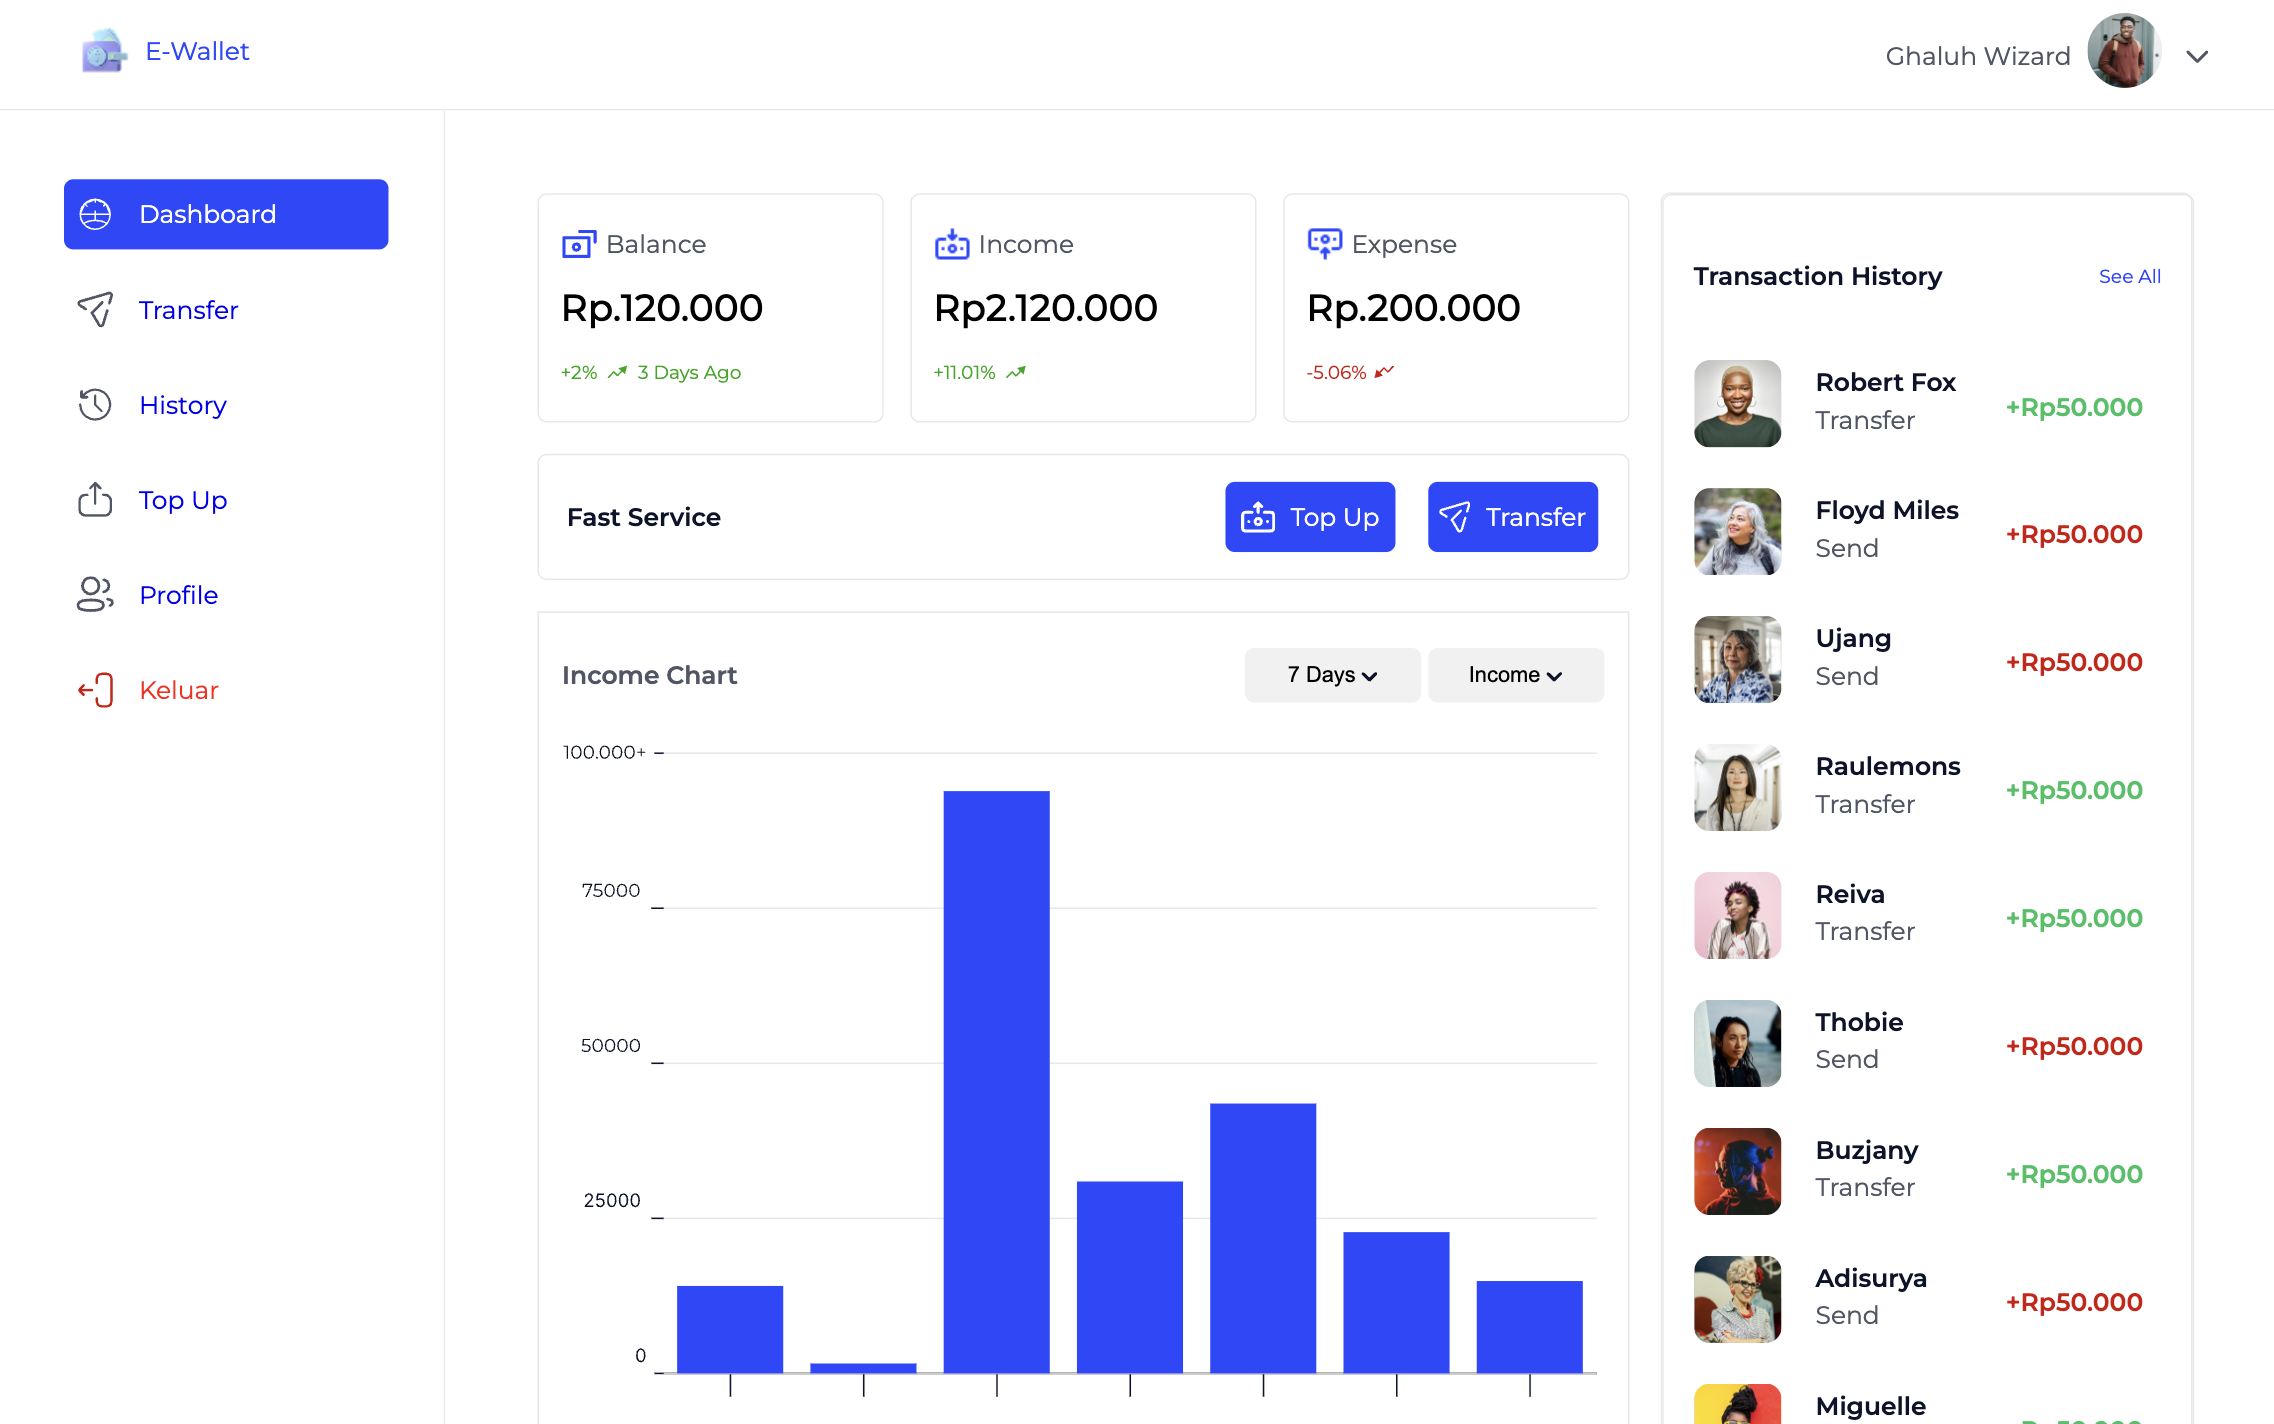 E-Wallet
Ghaluh Wizard
Dashboard
Transfer
History
Top Up
Profile
Keluar
Balance
Rp.120.000
+2% 3 Days Ago
Income
Rp2.120.000
+11.01%
Expense
Rp.200.000
-5.06%
Fast Service
Top Up
Transfer
Income Chart
7 Days
Income
100.000+
75000
50000
25000
0
Transaction History
See All
Robert Fox
Transfer
+Rp50.000
Floyd Miles
Send
+Rp50.000
Ujang
Send
+Rp50.000
Raulemons
Transfer
+Rp50.000
Reiva
Transfer
+Rp50.000
Thobie
Send
+Rp50.000
Buzjany
Transfer
+Rp50.000
Adisurya
Send
+Rp50.000
Miguelle